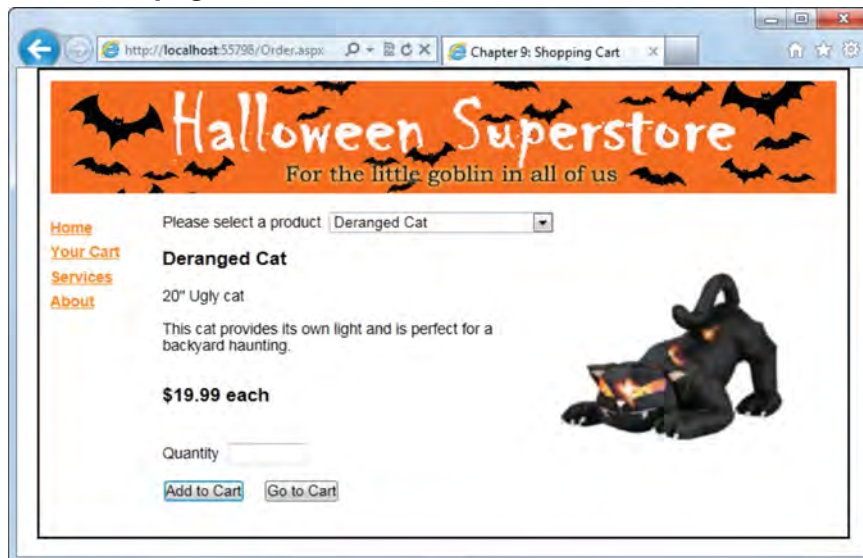 http://localhost:55798/Order.aspx
Chapter 9: Shopping Cart
Halloween Superstore
For the little goblin in all of us
Home
Your Cart
Services
About
Please select a product Deranged Cat
Deranged Cat
20" Ugly cat
This cat provides its own light and is perfect for a
backyard haunting.
$19.99 each
Quantity
Add to Cart Go to Cart